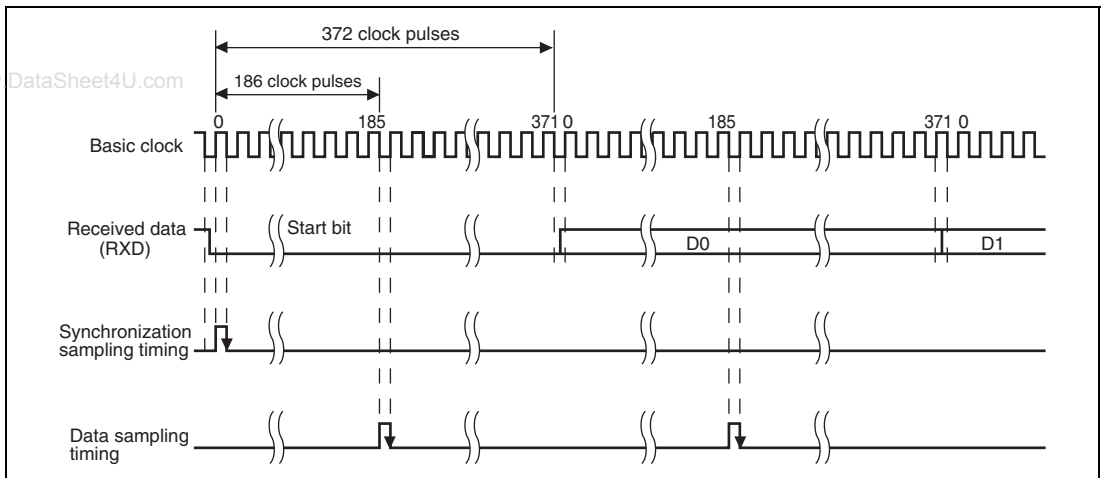 372 clock pulses
DataSheet4U.com
186 clock pulses
0 185 371 0 185 371 0
Basic clock
Received data
(RXD)
Start bit
D0
D1
Synchronization
sampling timing
Data sampling
timing